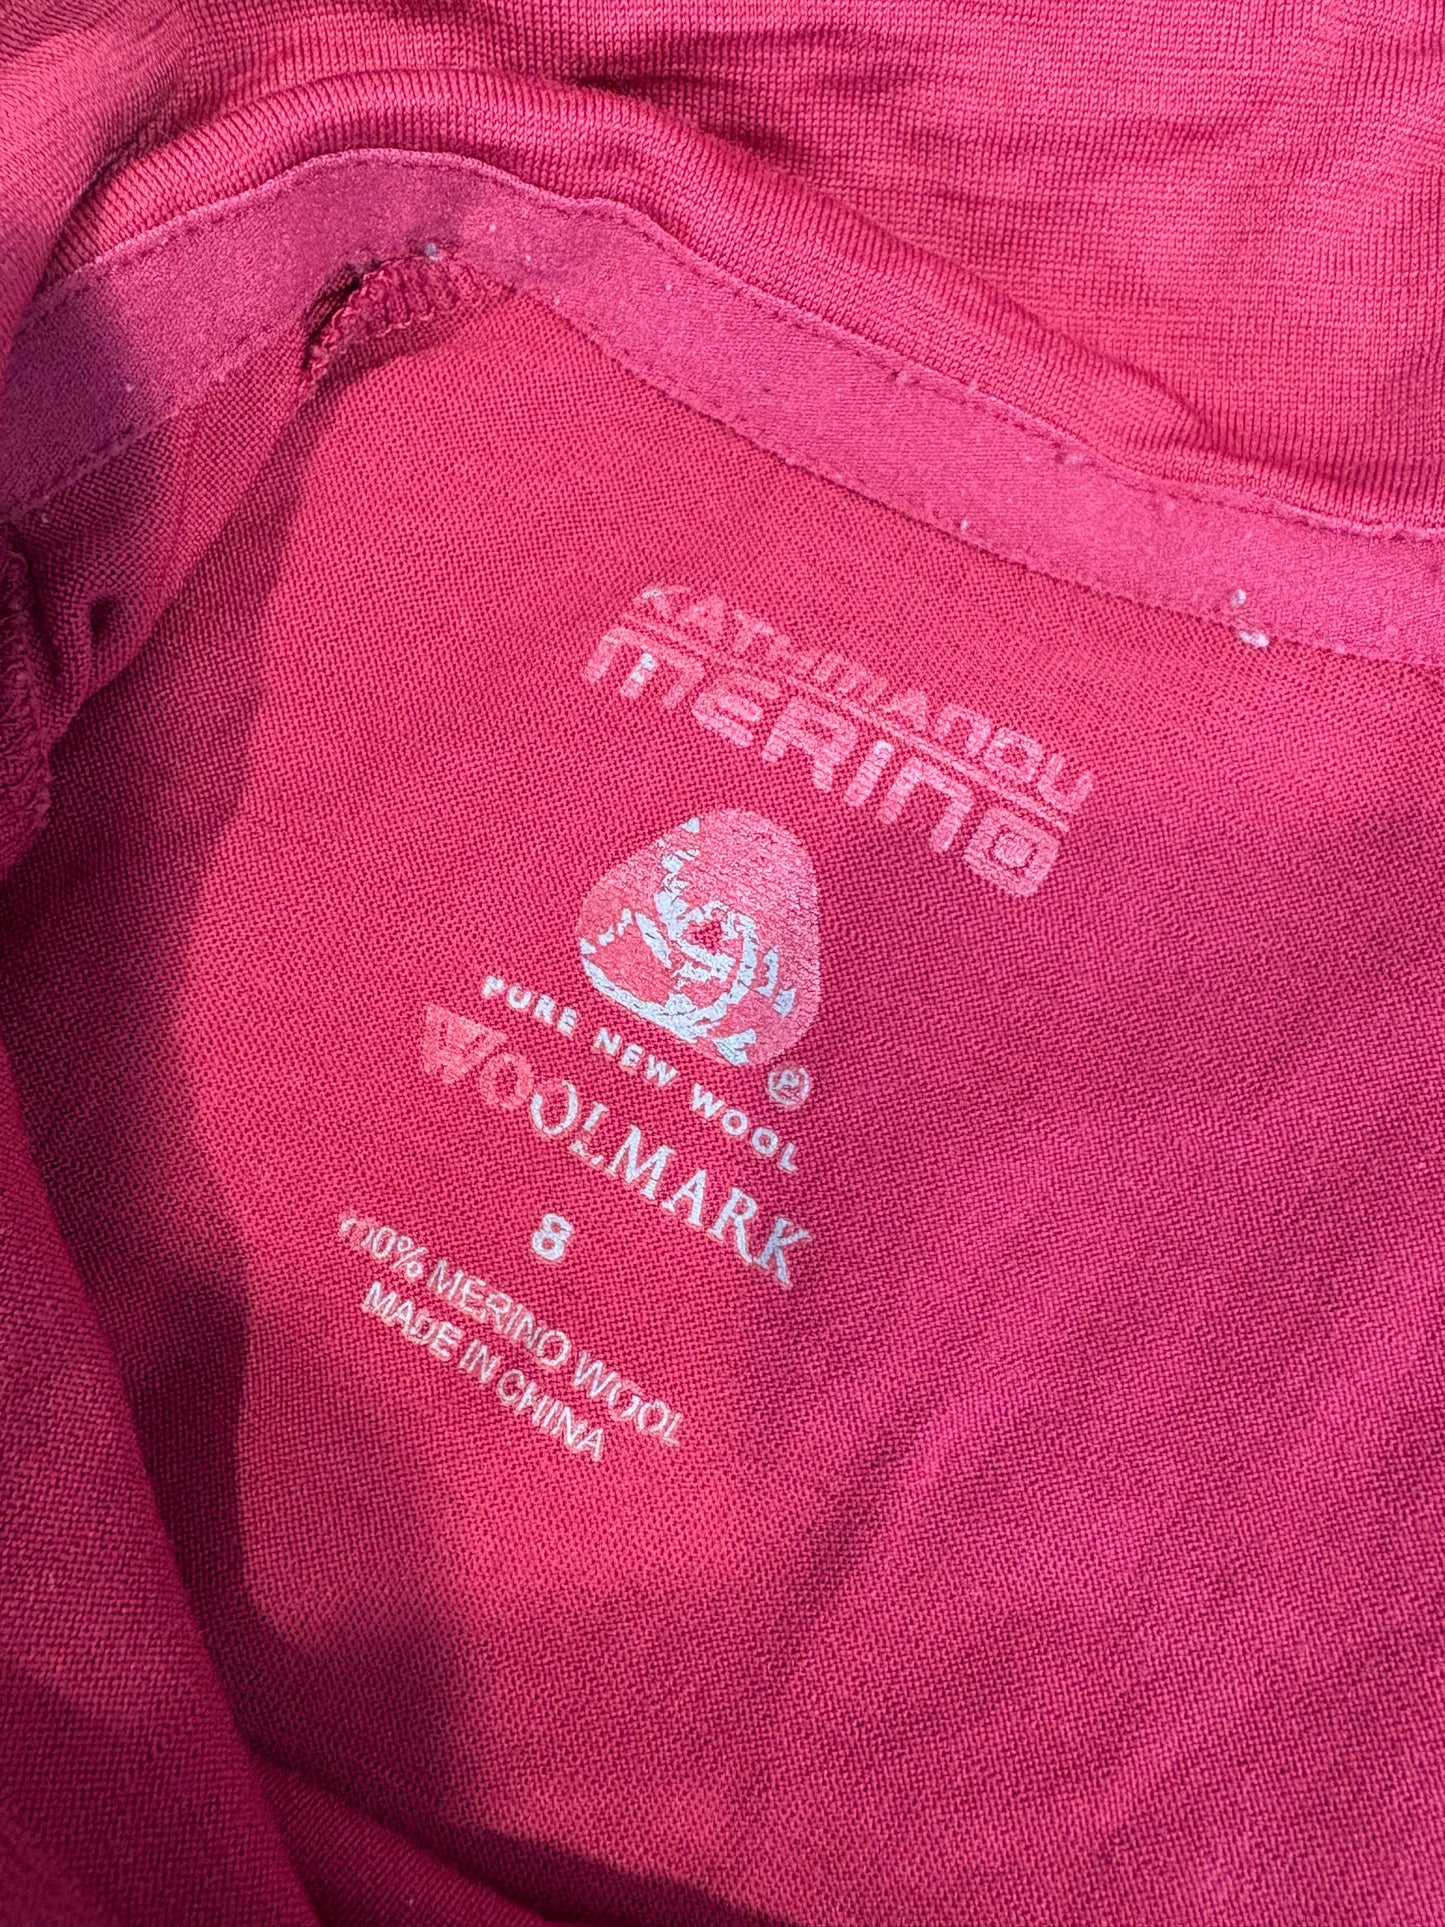 KATHMANDU
MERINO
PURE NEW WOOL
WOOLMARK
8
100% MERINO WOOL
MADE IN CHINA